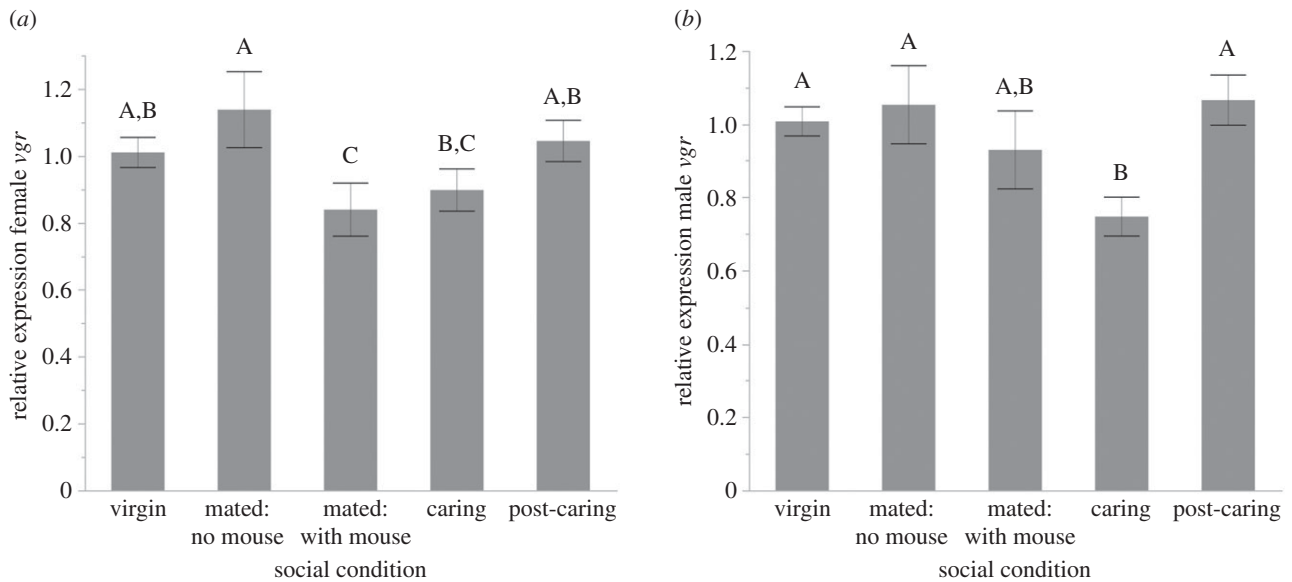 (a)
relative expression female vgr
1.2
1.0
0.8
0.6
0.4
0.2
0
A,B
A
C
B,C
A,B
virgin
mated:
no mouse
mated:
with mouse
caring
post-caring
social condition
(b)
relative expression male vgr
1.2
1.0
0.8
0.6
0.4
0.2
0
A
A
A,B
B
A
virgin
mated:
no mouse
mated:
with mouse
caring
post-caring
social condition